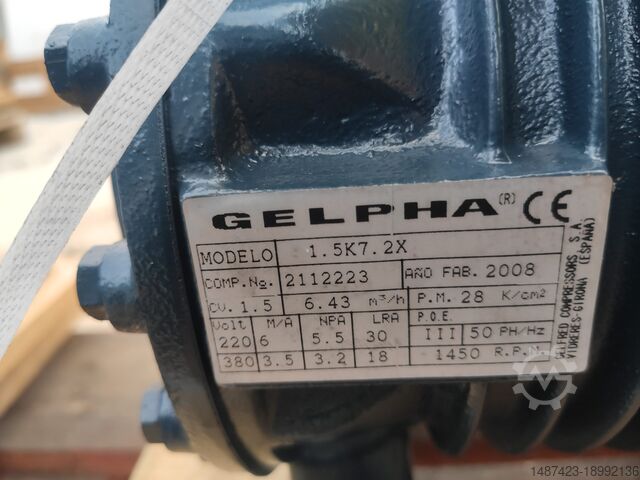 GELPHA (R) CE
MODELO 1.5K7.2X
COMP.No. 2112223 AÑO FAB. 2008
CV. 1.5 6.43 m³/h P.M. 28 K/cm2
Volt M/A NPA LRA P.O.E.
220 6 5.5 30 III 50 PH/Hz
380 3.5 3.2 18 1450 R.P.M.
GELFRED COMPRESSORS S.A.
VIDRERES-GIRONA (ESPAÑA)
1487423-18992136